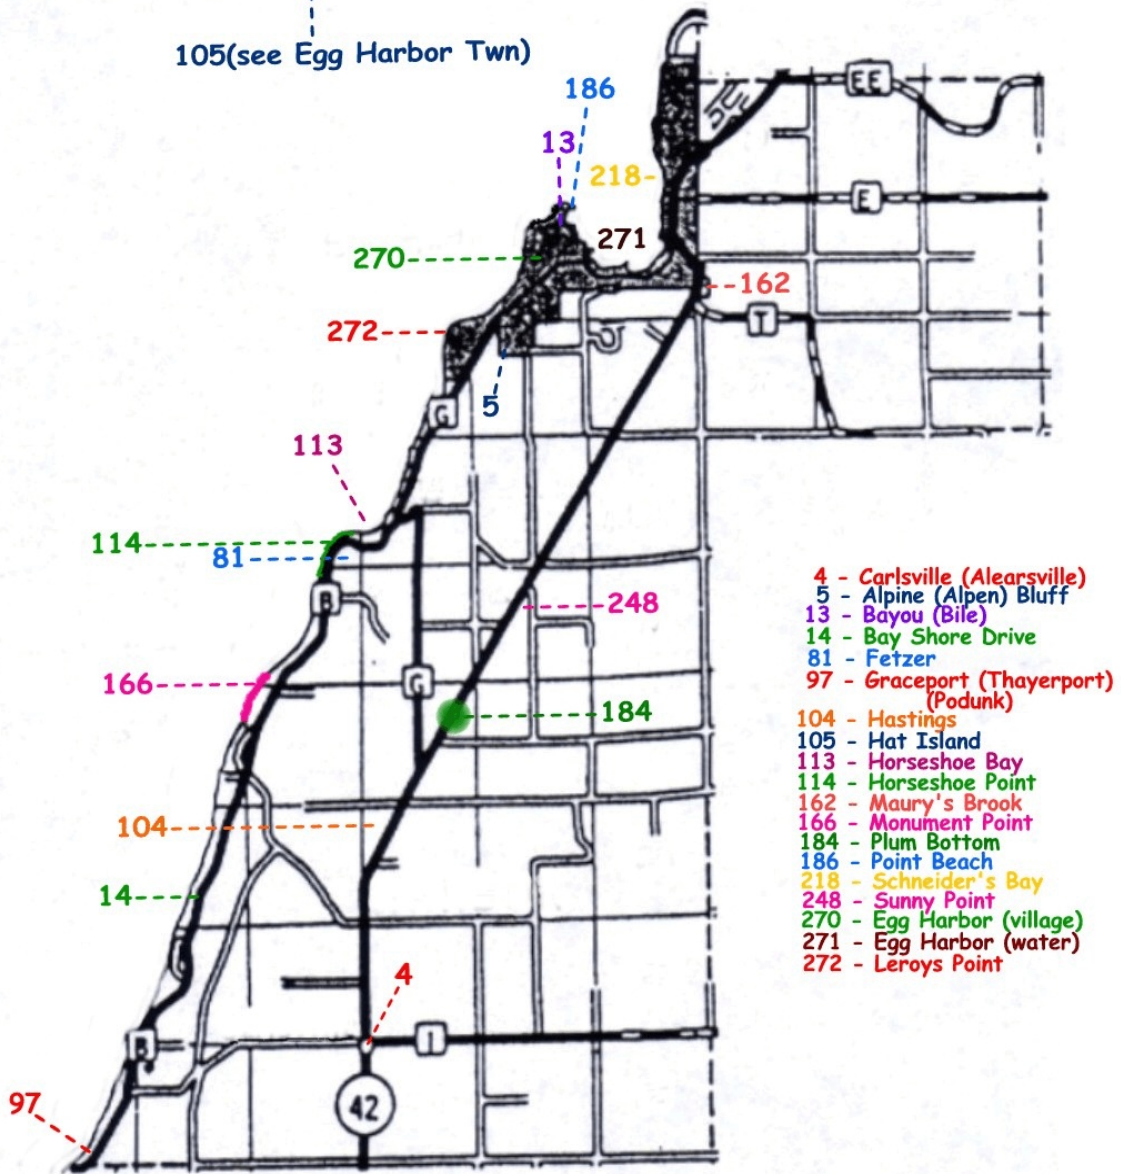 105(see Egg Harbor Twn)
186
13
218
EE
E
271
270
162
272
T
5
G
113
114
81
B
248
166
G
184
104
14
4
I
B
97
42
4 - Carlsville (Alearsville)
5 - Alpine (Alpen) Bluff
13 - Bayou (Bile)
14 - Bay Shore Drive
81 - Fetzer
97 - Graceport (Thayerport)
(Podunk)
104 - Hastings
105 - Hat Island
113 - Horseshoe Bay
114 - Horseshoe Point
162 - Maury's Brook
166 - Monument Point
184 - Plum Bottom
186 - Point Beach
218 - Schneider's Bay
248 - Sunny Point
270 - Egg Harbor (village)
271 - Egg Harbor (water)
272 - Leroys Point